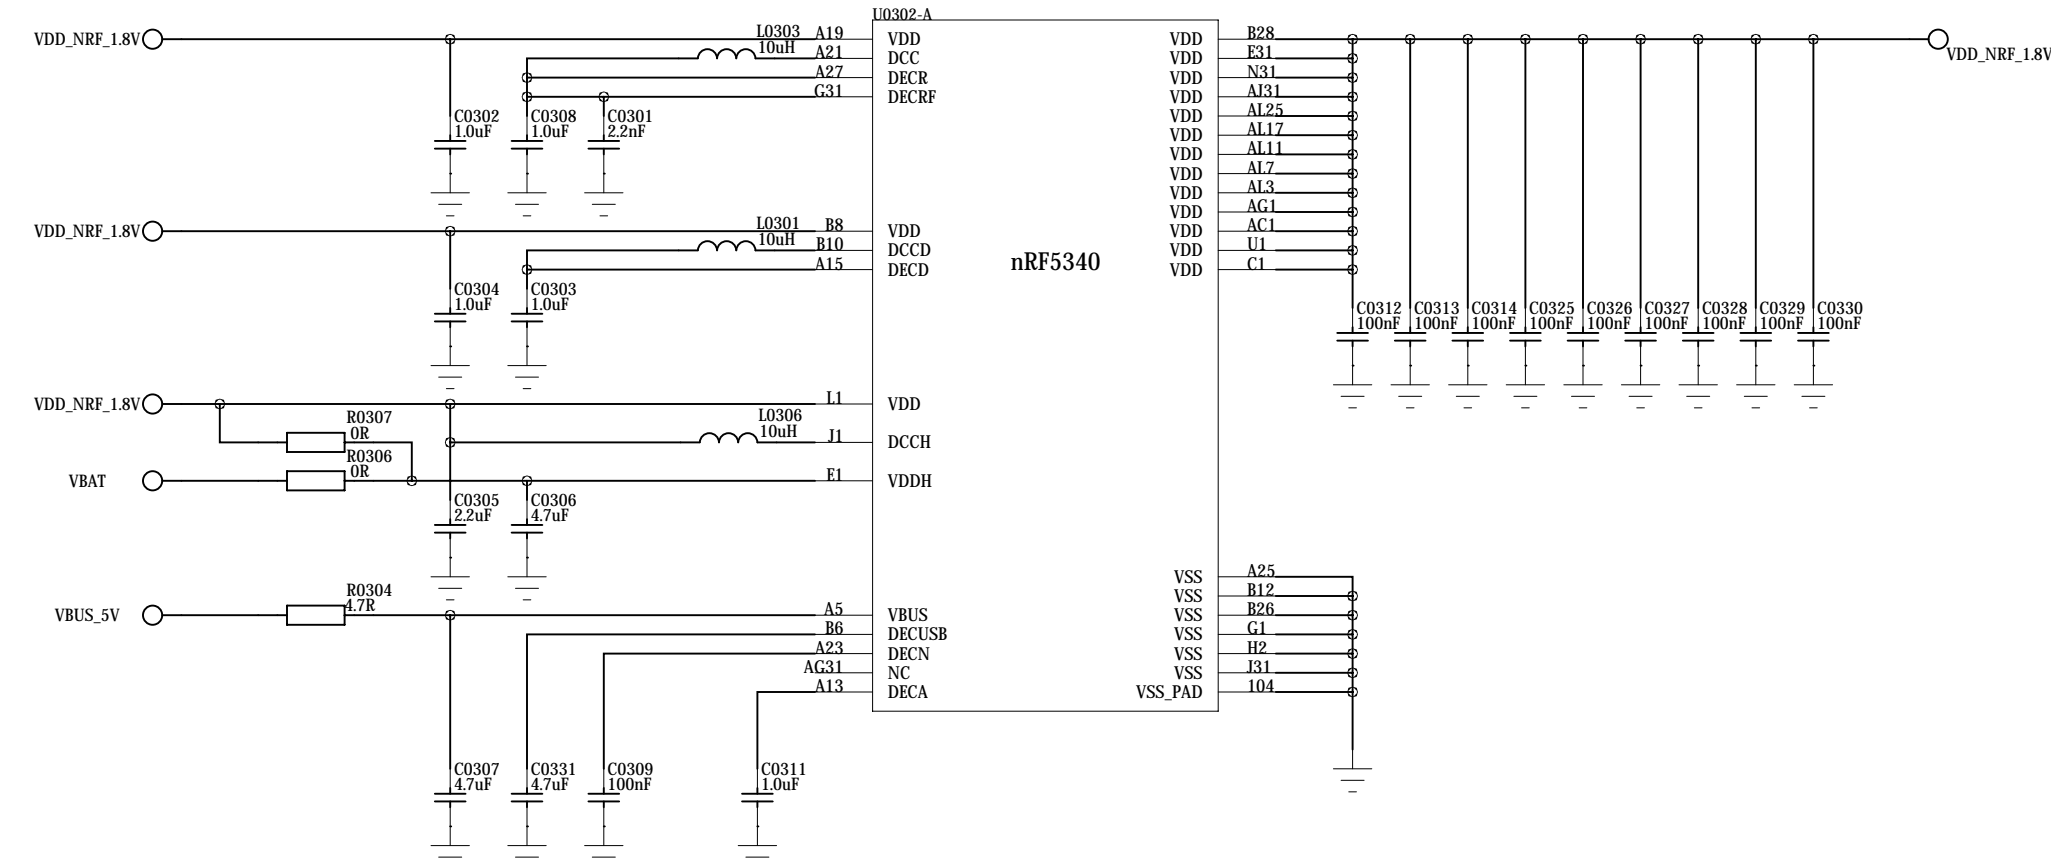 U0302-A
nRF5340
VDD_NRF_1.8V
L0303
10uH
A19 VDD
A21 DCC
A27 DECR
G31 DECRF
C0302
1.0uF
C0308
1.0uF
C0301
2.2nF
VDD_NRF_1.8V
L0301
10uH
B8 VDD
B10 DCCD
A15 DECD
C0304
1.0uF
C0303
1.0uF
VDD_NRF_1.8V
R0307
0R
R0306
0R
VBAT
L0306
10uH
L1 VDD
J1 DCCH
E1 VDDH
C0305
2.2uF
C0306
4.7uF
VBUS_5V
R0304
4.7R
A5 VBUS
B6 DECUSB
A23 DECN
AG31 NC
A13 DECA
C0307
4.7uF
C0331
4.7uF
C0309
100nF
C0311
1.0uF
VDD B28
VDD E31
VDD N31
VDD AJ31
VDD AL25
VDD AL17
VDD AL11
VDD AL7
VDD AL3
VDD AG1
VDD AC1
VDD U1
VDD C1
VDD_NRF_1.8V
C0312
100nF
C0313
100nF
C0314
100nF
C0325
100nF
C0326
100nF
C0327
100nF
C0328
100nF
C0329
100nF
C0330
100nF
VSS A25
VSS B12
VSS B26
VSS G1
VSS H2
VSS J31
VSS_PAD 104